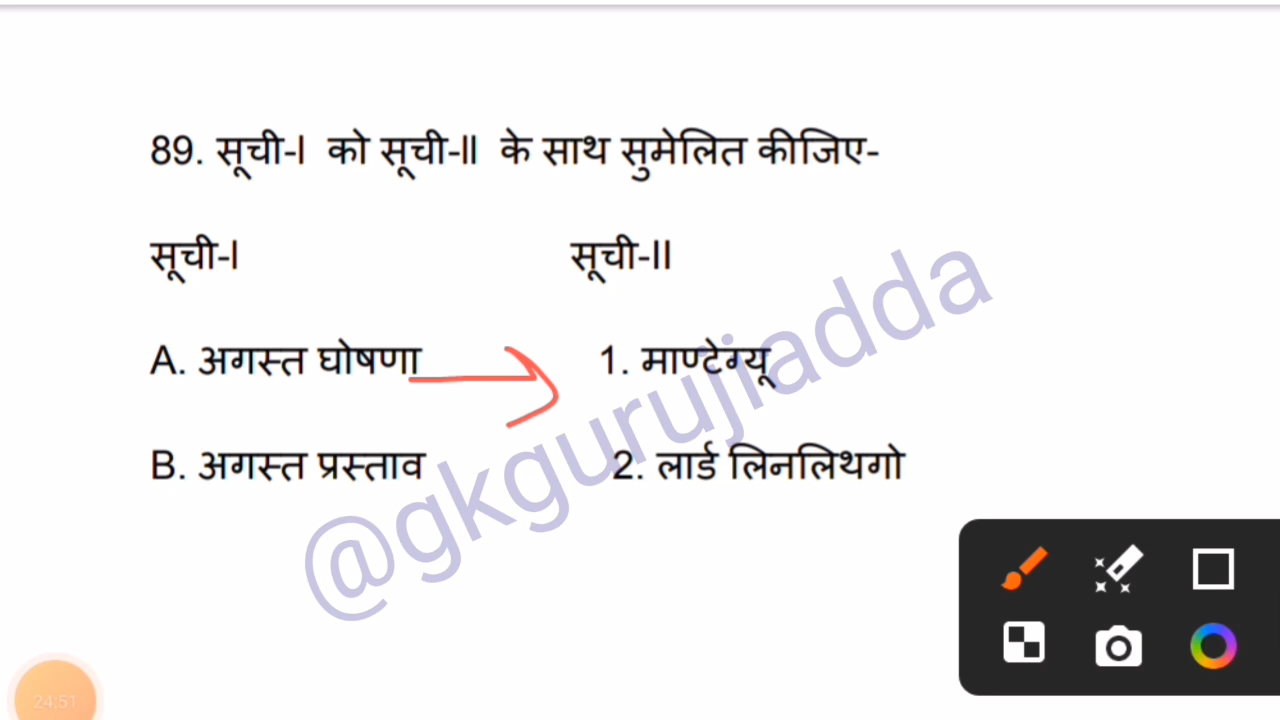 89. सूची-I को सूची-II के साथ सुमेलित कीजिए-
सूची-I सूची-II
A. अगस्त घोषणा 1. माण्टेग्यू
B. अगस्त प्रस्ताव 2. लार्ड लिनलिथगो
@gkgurujiadda
24:51